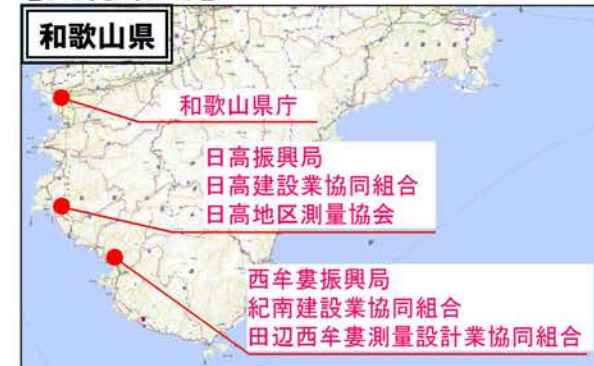 和歌山県
和歌山県庁
日高振興局
日高建設業協同組合
日高地区測量協会
西牟婁振興局
紀南建設業協同組合
田辺西牟婁測量設計業協同組合